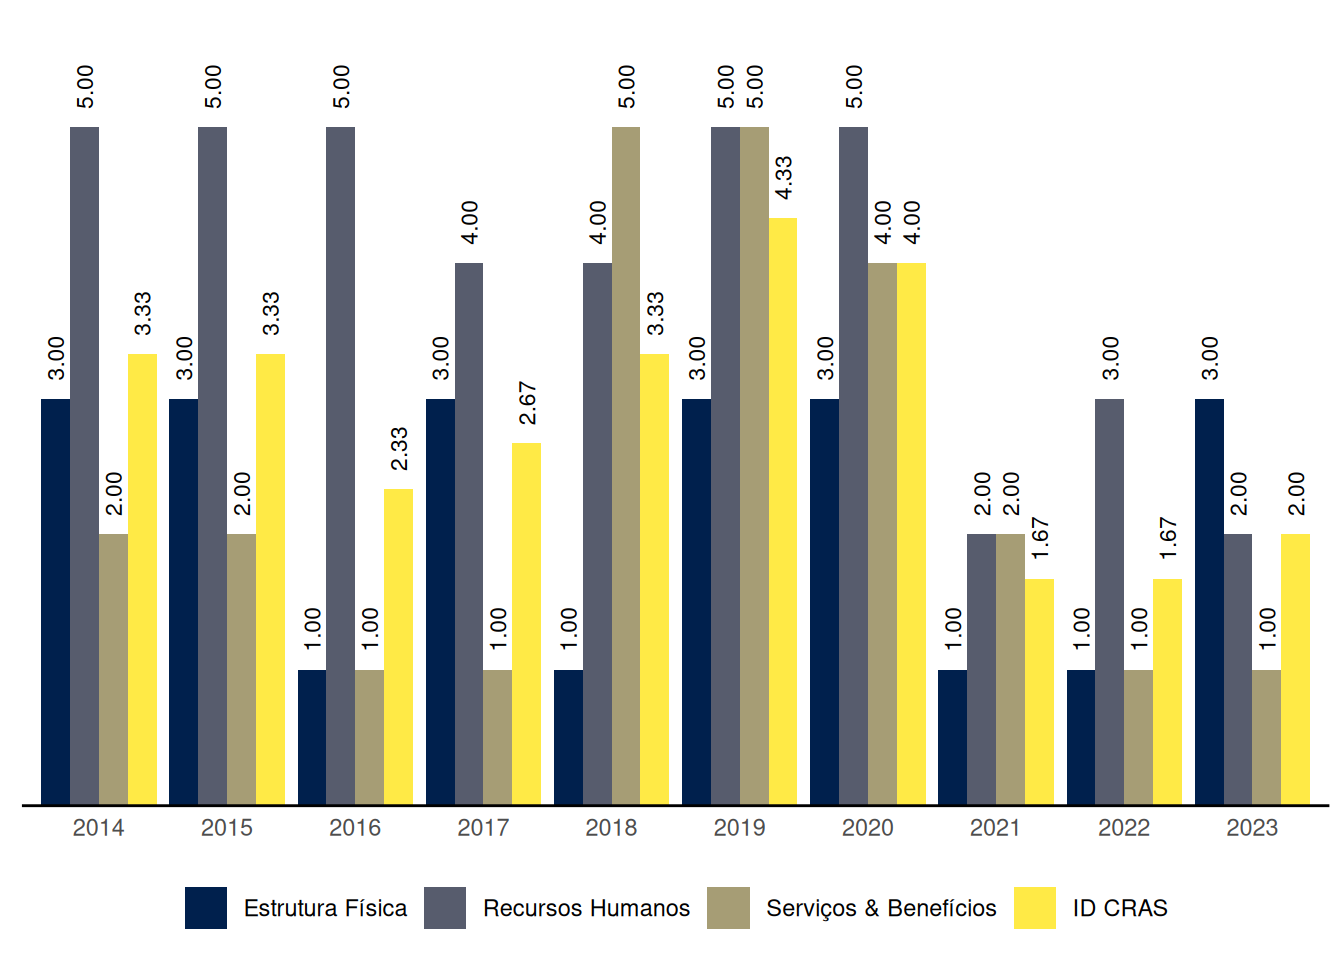 5.00 5.00 5.00 5.00 5.00 5.00 5.00
4.33
4.00 4.00 4.00 4.00
3.33 3.33 3.33
3.00 3.00 3.00 3.00 3.00 3.00 3.00
2.67
2.33
2.00 2.00 2.00 2.00 2.00 2.00
1.67 1.67
1.00 1.00 1.00 1.00 1.00 1.00 1.00 1.00
2014 2015 2016 2017 2018 2019 2020 2021 2022 2023
Estrutura Física Recursos Humanos Serviços & Benefícios ID CRAS